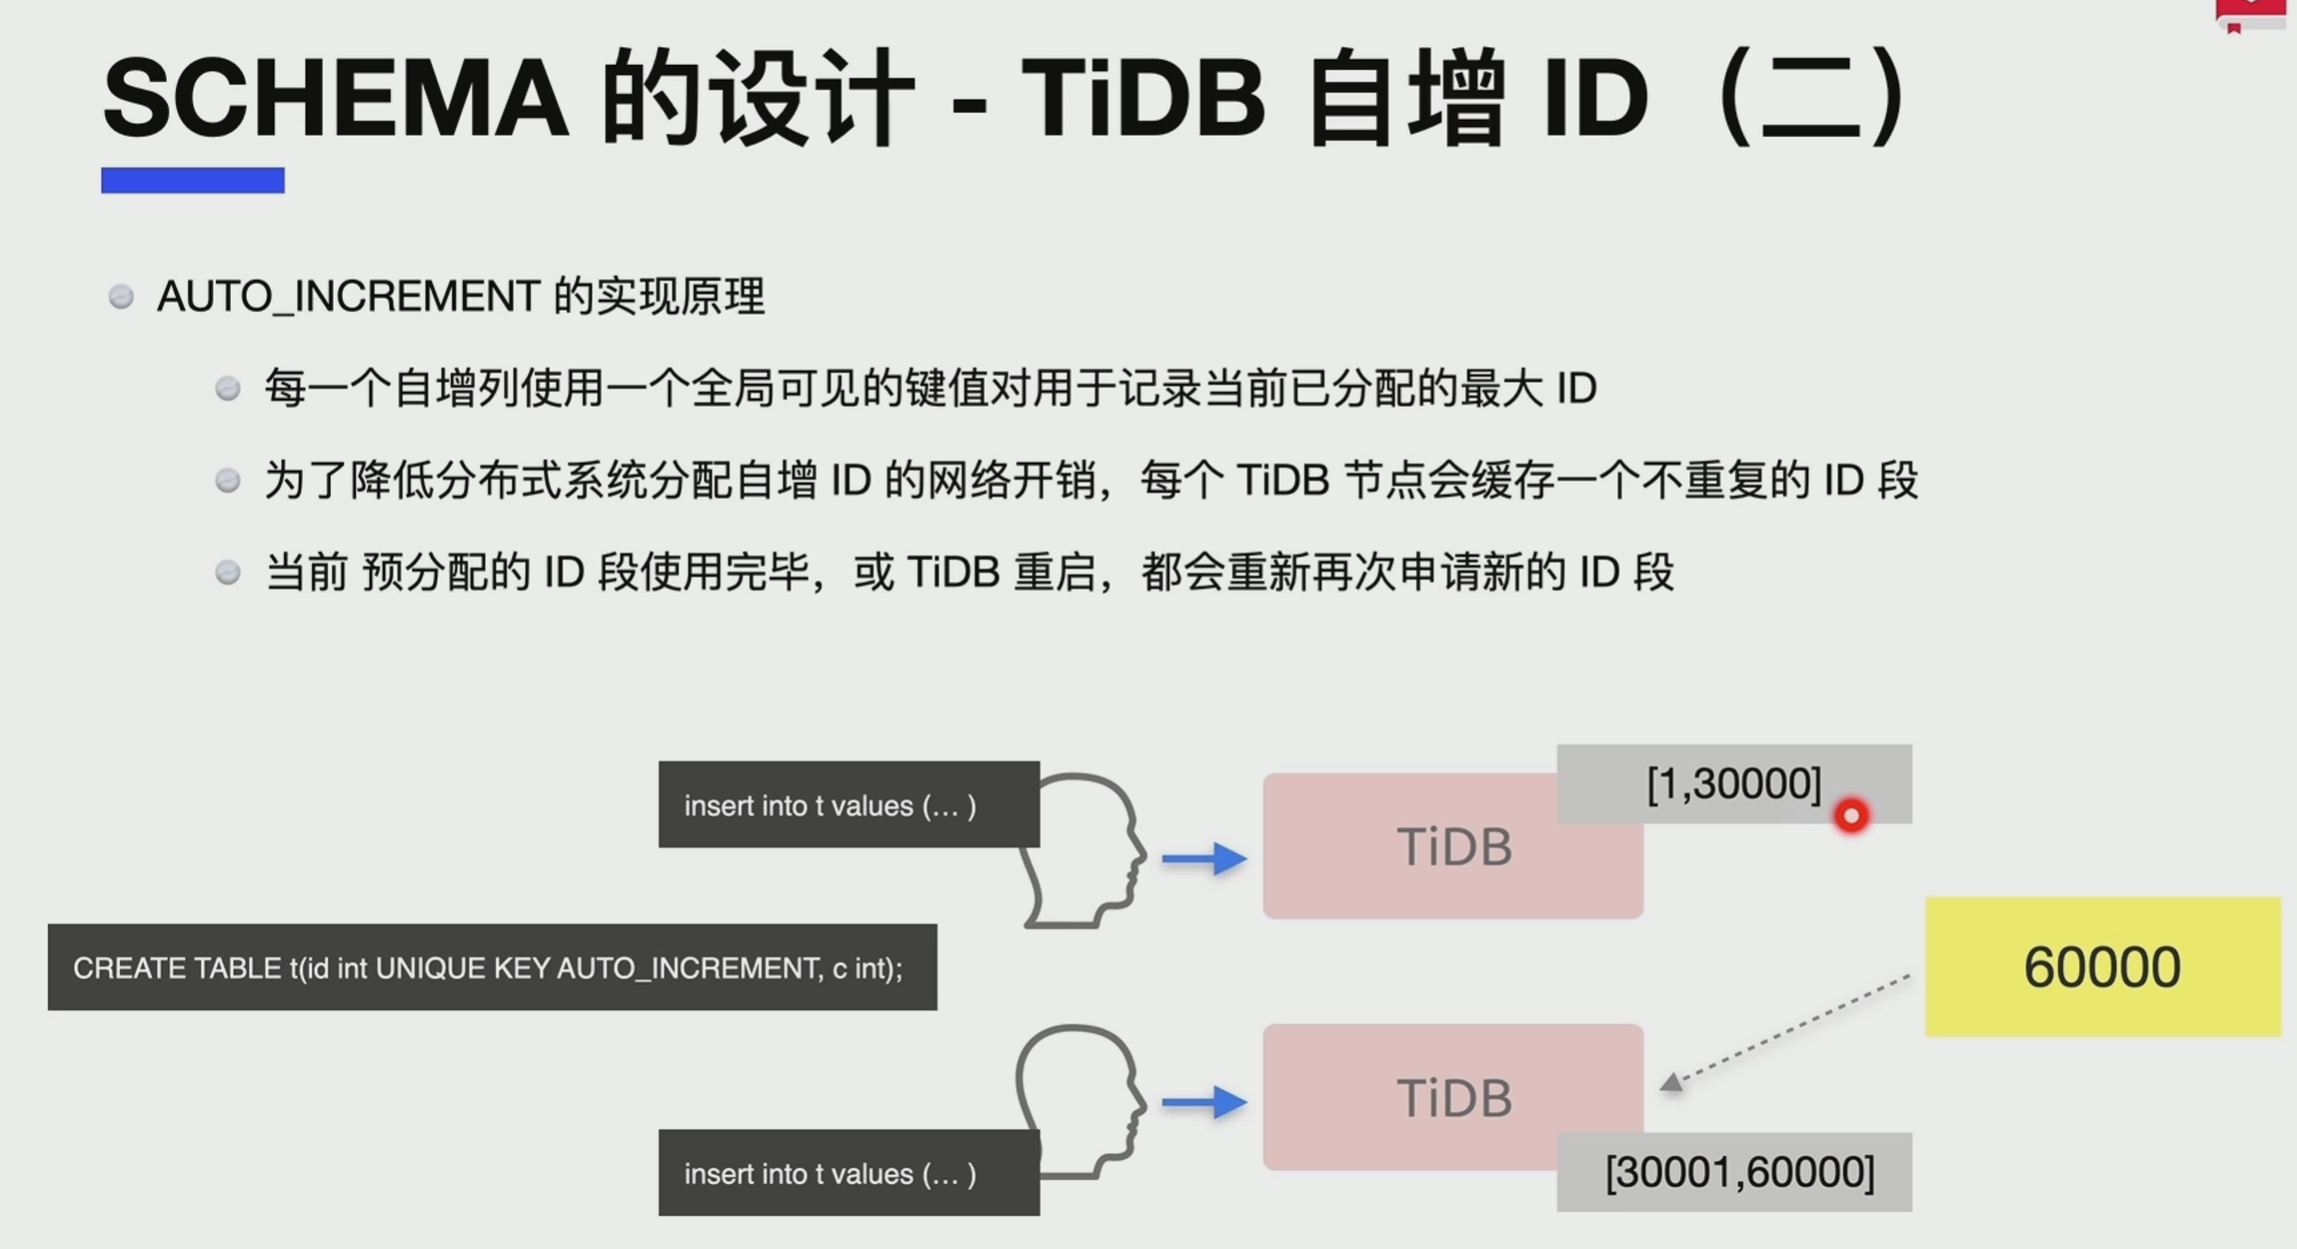 SCHEMA 的设计 - TiDB 自增 ID（二）
AUTO_INCREMENT 的实现原理
每一个自增列使用一个全局可见的键值对用于记录当前已分配的最大 ID
为了降低分布式系统分配自增 ID 的网络开销，每个 TiDB 节点会缓存一个不重复的 ID 段
当前 预分配的 ID 段使用完毕，或 TiDB 重启，都会重新再次申请新的 ID 段
[1,30000]
insert into t values (... )
TiDB
CREATE TABLE t(id int UNIQUE KEY AUTO_INCREMENT, c int);
60000
TiDB
insert into t values (... )
[30001,60000]